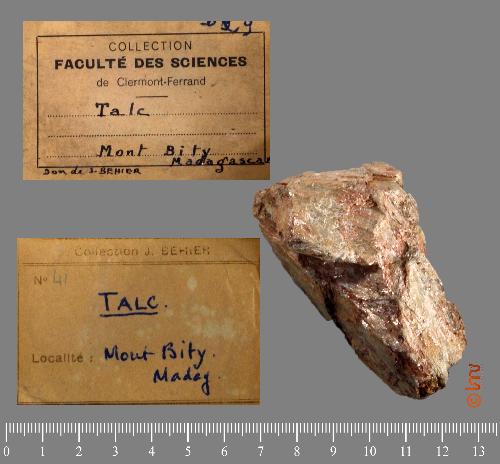 COLLECTION
FACULTÉ DES SCIENCES
de Clermont-Ferrand
Talc
Mont Bity
Madagascar
Don de J. BEHIER
Collection J. BEHIER
No 41
TALC.
Localité : Mont Bity.
Madag.
0 1 2 3 4 5 6 7 8 9 10 11 12 13